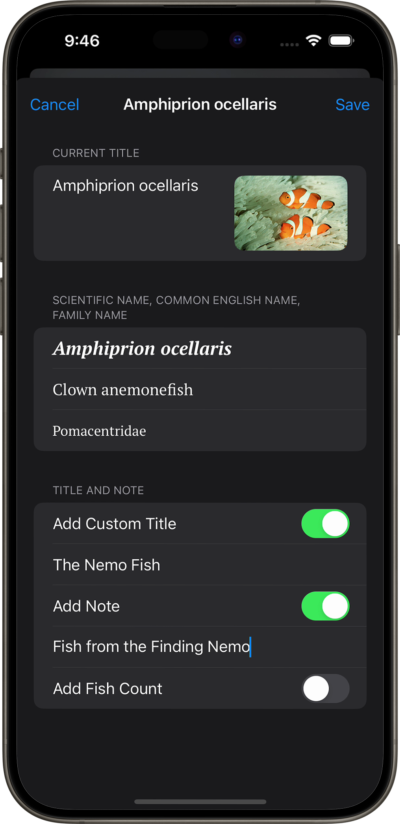 9:46
Cancel Amphiprion ocellaris Save
CURRENT TITLE
Amphiprion ocellaris
SCIENTIFIC NAME, COMMON ENGLISH NAME,
FAMILY NAME
Amphiprion ocellaris
Clown anemonefish
Pomacentridae
TITLE AND NOTE
Add Custom Title
The Nemo Fish
Add Note
Fish from the Finding Nemo
Add Fish Count